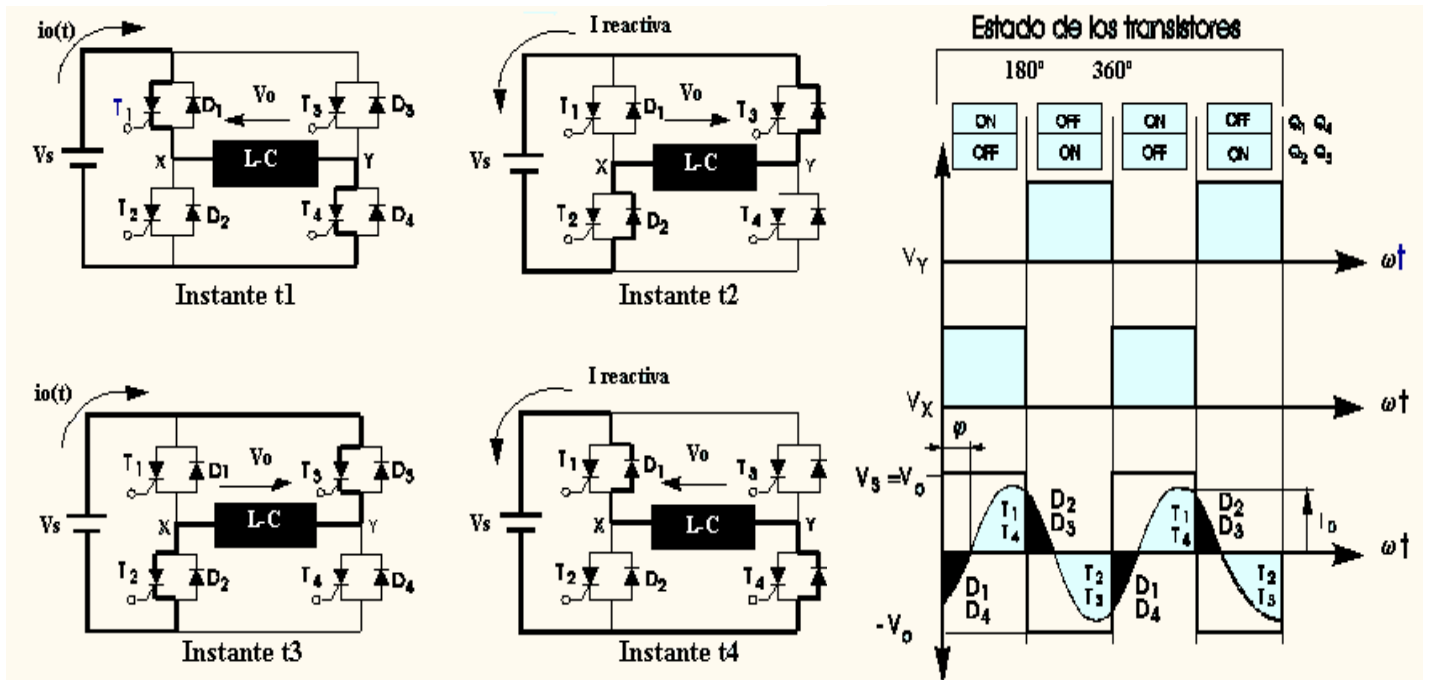 io(t)
Vs
T1
D1
Vo
T3
D3
X
L-C
Y
T2
D2
T4
D4
Instante t1
I reactiva
T1
D1
Vo
T3
Vs
X
L-C
Y
T2
D2
T4
Instante t2
io(t)
T1
D1
Vo
T3
D3
Vs
X
L-C
Y
T2
D2
T4
D4
Instante t3
I reactiva
T1
D1
Vo
T3
Vs
X
L-C
Y
T2
D2
T4
Instante t4
Estado de los transistores
180º 360º
ON OFF ON OFF Q1 Q4
OFF ON OFF ON Q2 Q3
VY
ωt
VX
ωt
φ
VS =Vo
T1 T4
D2 D3
T1 T4
D2 D3
Io
ωt
D1 D4
T2 T3
D1 D4
T2 T3
-Vo